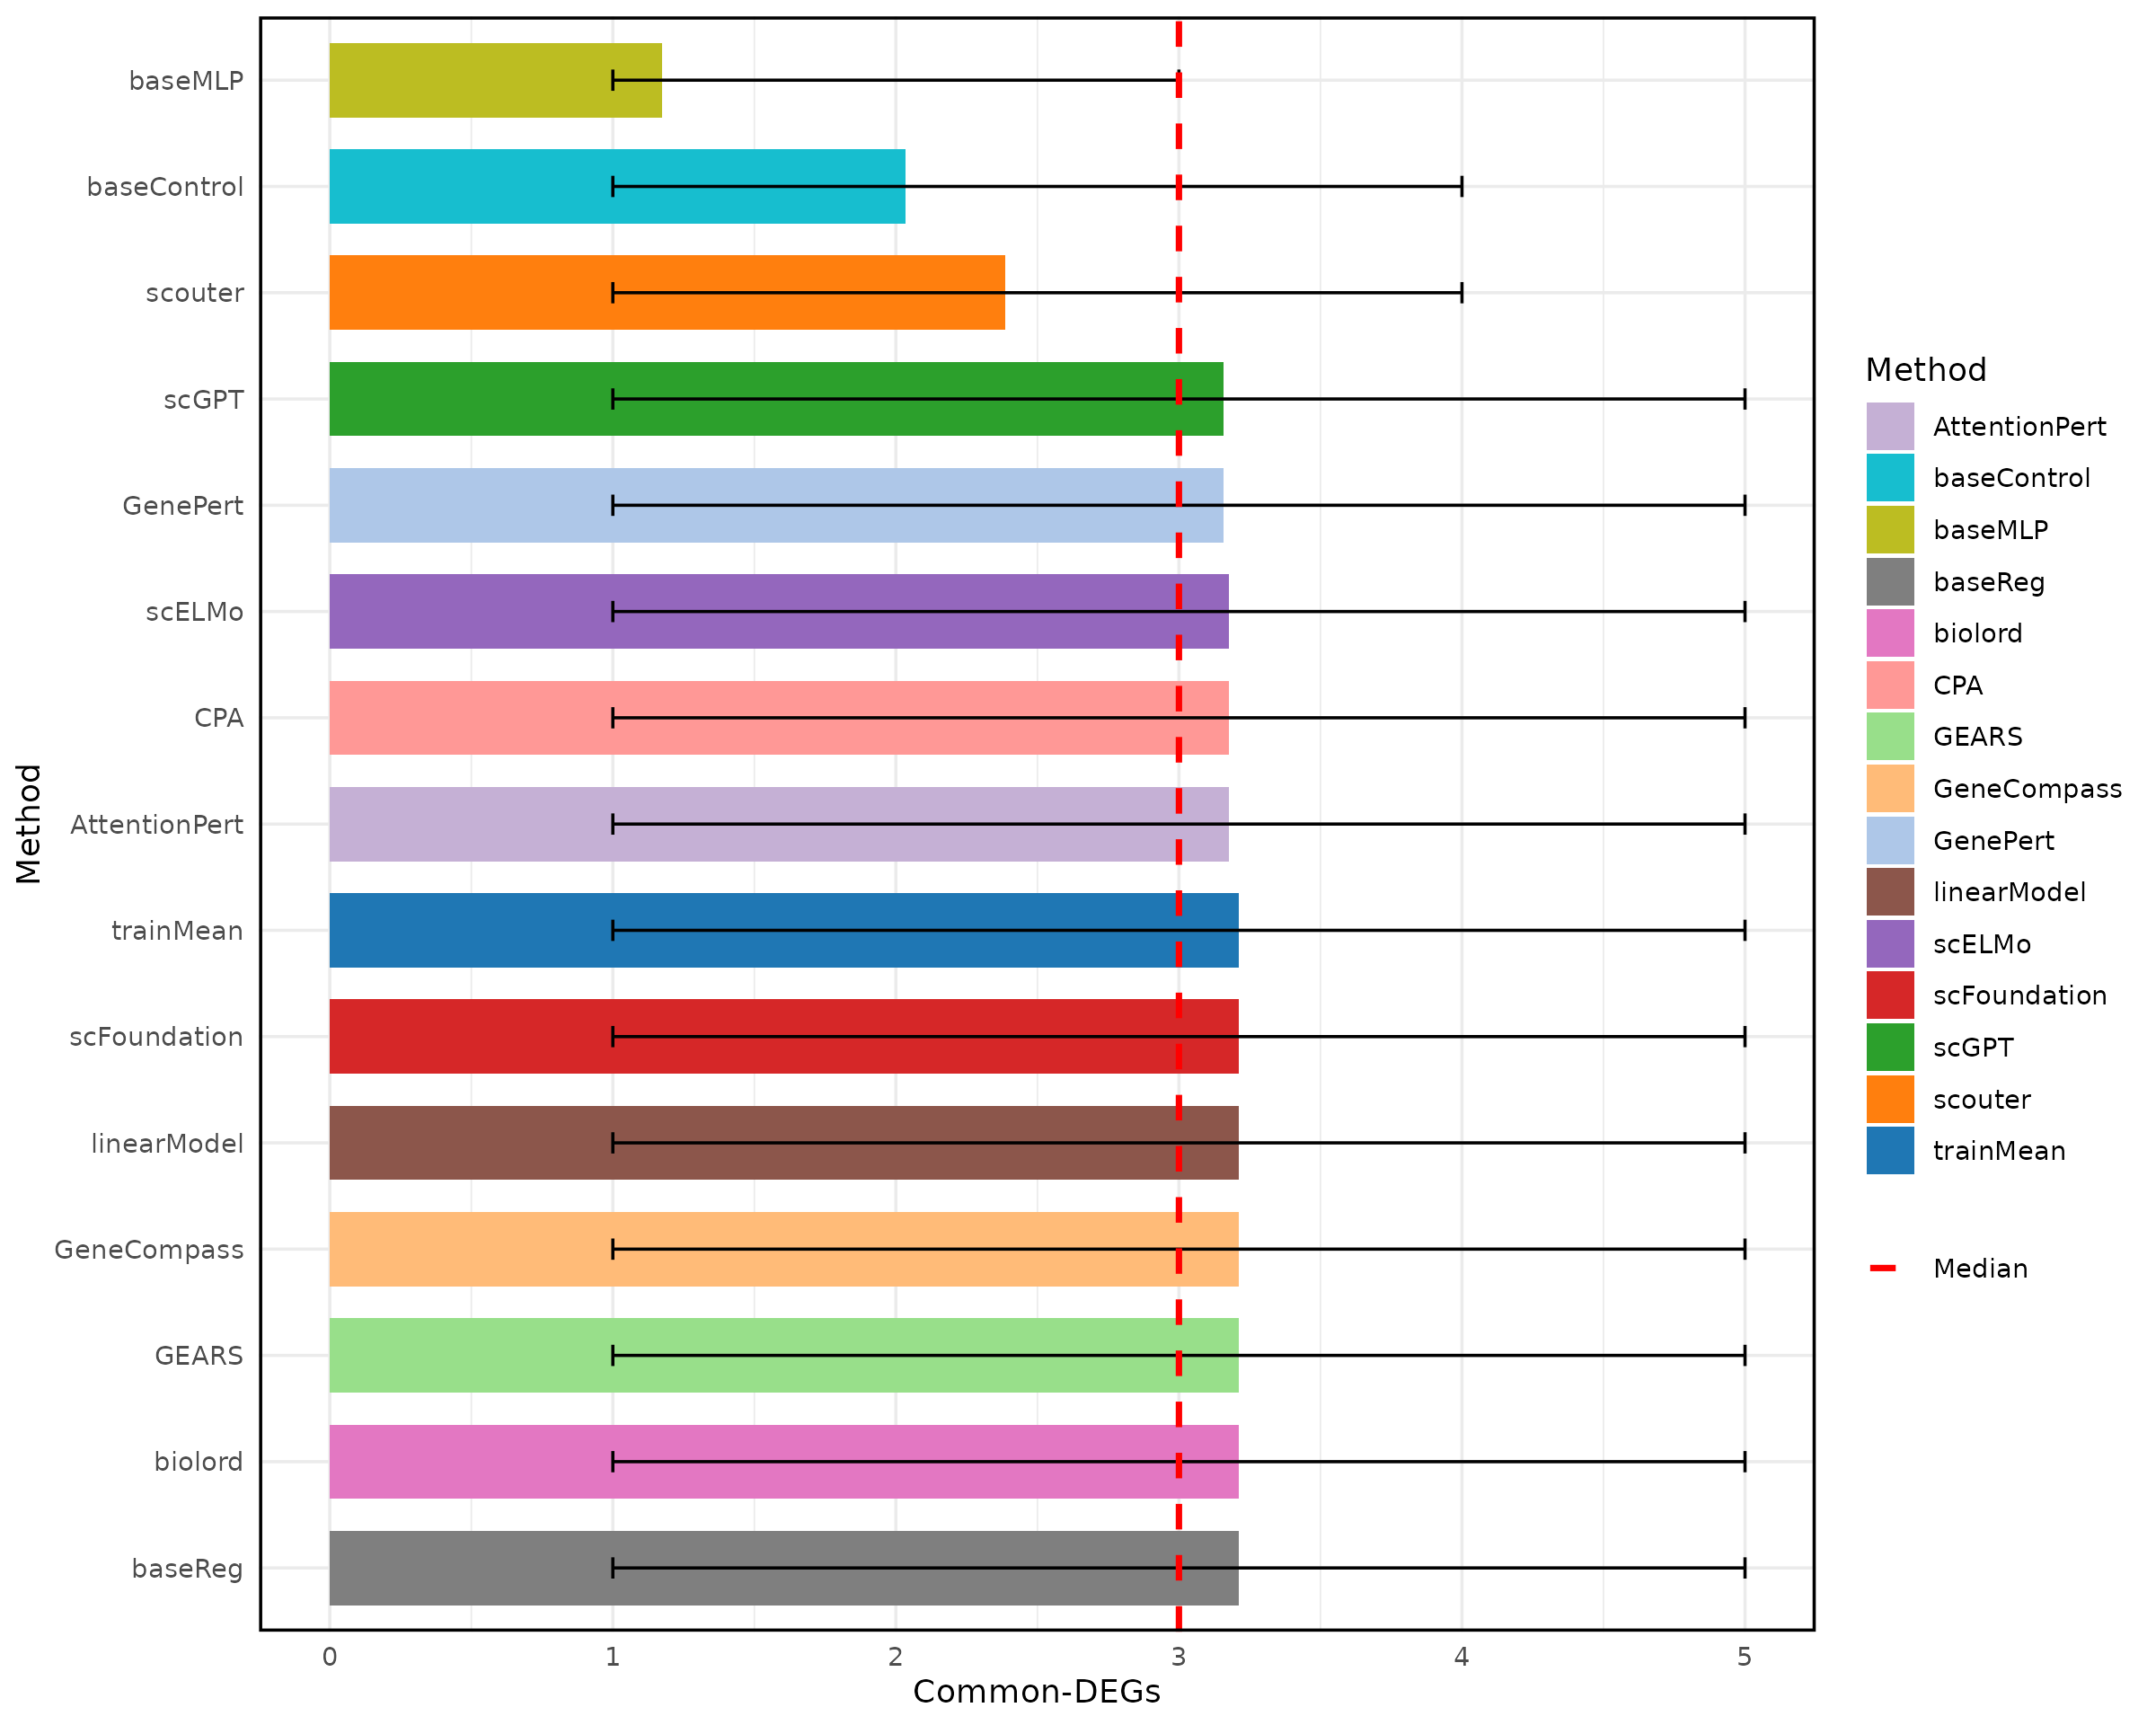 Method
baseMLP
baseControl
scouter
scGPT
GenePert
scELMo
CPA
AttentionPert
trainMean
scFoundation
linearModel
GeneCompass
GEARS
biolord
baseReg
0 1 2 3 4 5
Common-DEGs
Method
AttentionPert
baseControl
baseMLP
baseReg
biolord
CPA
GEARS
GeneCompass
GenePert
linearModel
scELMo
scFoundation
scGPT
scouter
trainMean
Median